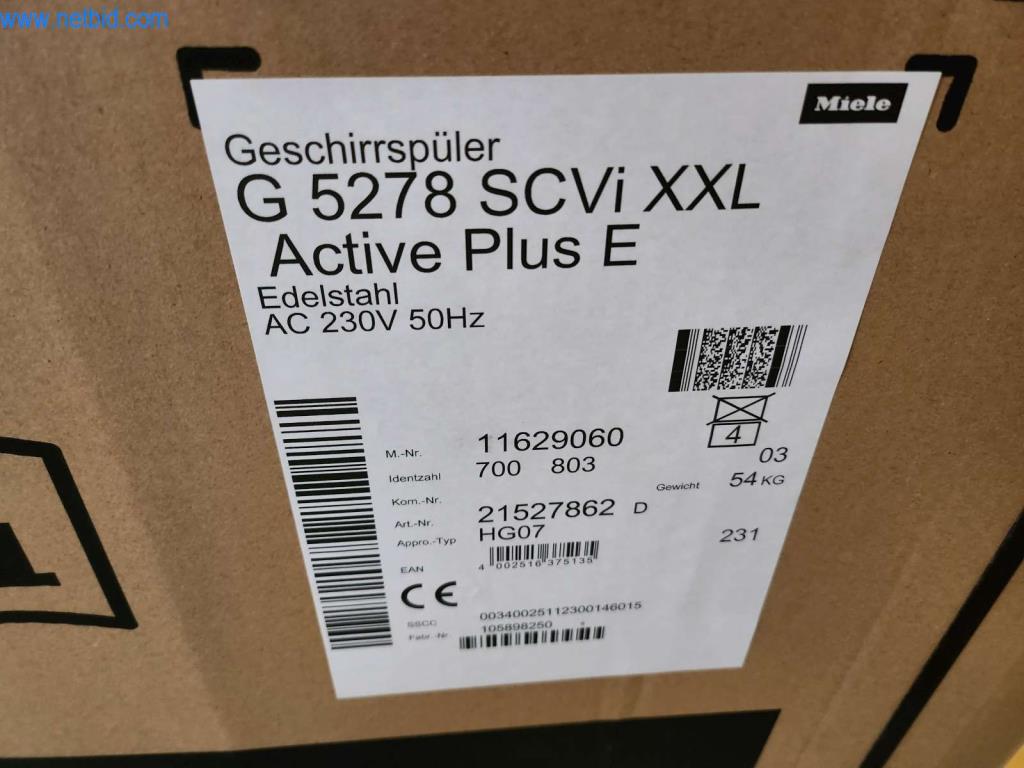 www.netbid.com
Miele
Geschirrspüler
G 5278 SCVi XXL
Active Plus E
Edelstahl
AC 230V 50Hz
4
M.-Nr. 11629060 03
Identzahl 700 803
Gewicht 54 KG
Kom.-Nr.
Art.-Nr. 21527862 D
Appro.-Typ HG07 231
EAN 4 002516 375135
CE
SSCC 00340025112300146015
Fabr.-Nr. 105898250